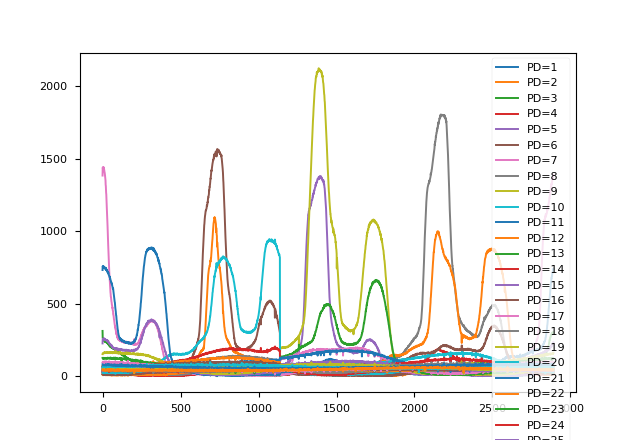 2000
1500
1000
500
0
0
500
1000
1500
2000
PD=1
PD=2
PD=3
PD=4
PD=5
PD=6
PD=7
PD=8
PD=9
PD=10
PD=11
PD=12
PD=13
PD=14
PD=15
PD=16
PD=17
PD=18
PD=19
PD=20
PD=21
PD=22
PD=23
PD=24